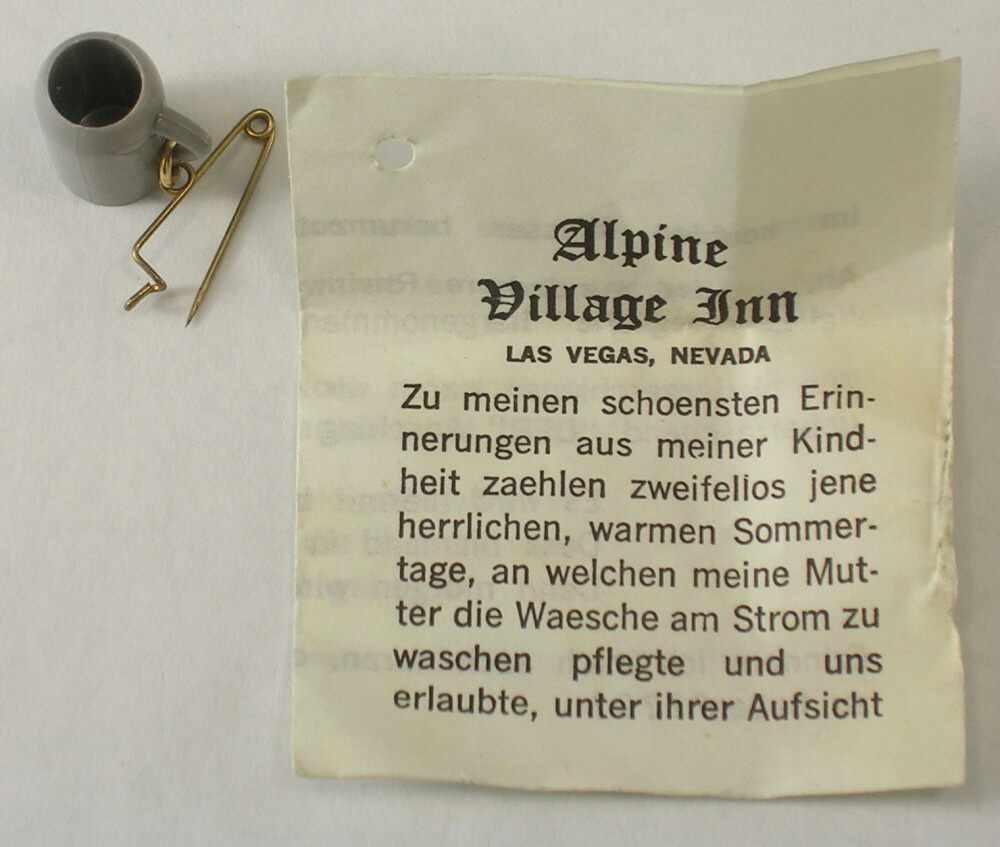 Alpine
Village Inn
LAS VEGAS, NEVADA
Zu meinen schoensten Erin-
nerungen aus meiner Kind-
heit zaehlen zweifellos jene
herrlichen, warmen Sommer-
tage, an welchen meine Mut-
ter die Waesche am Strom zu
waschen pflegte und uns
erlaubte, unter ihrer Aufsicht